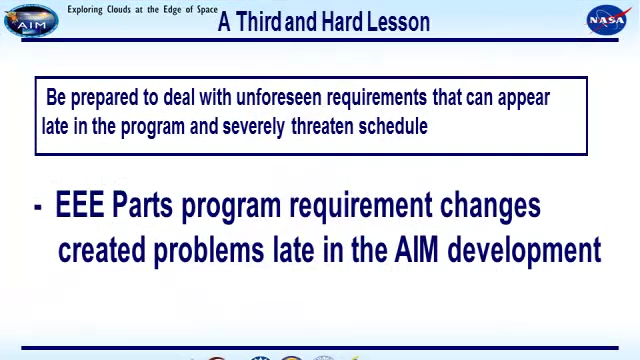 Exploring Clouds at the Edge of Space
AIM
NASA
A Third and Hard Lesson
Be prepared to deal with unforeseen requirements that can appear
late in the program and severely threaten schedule
- EEE Parts program requirement changes
created problems late in the AIM development